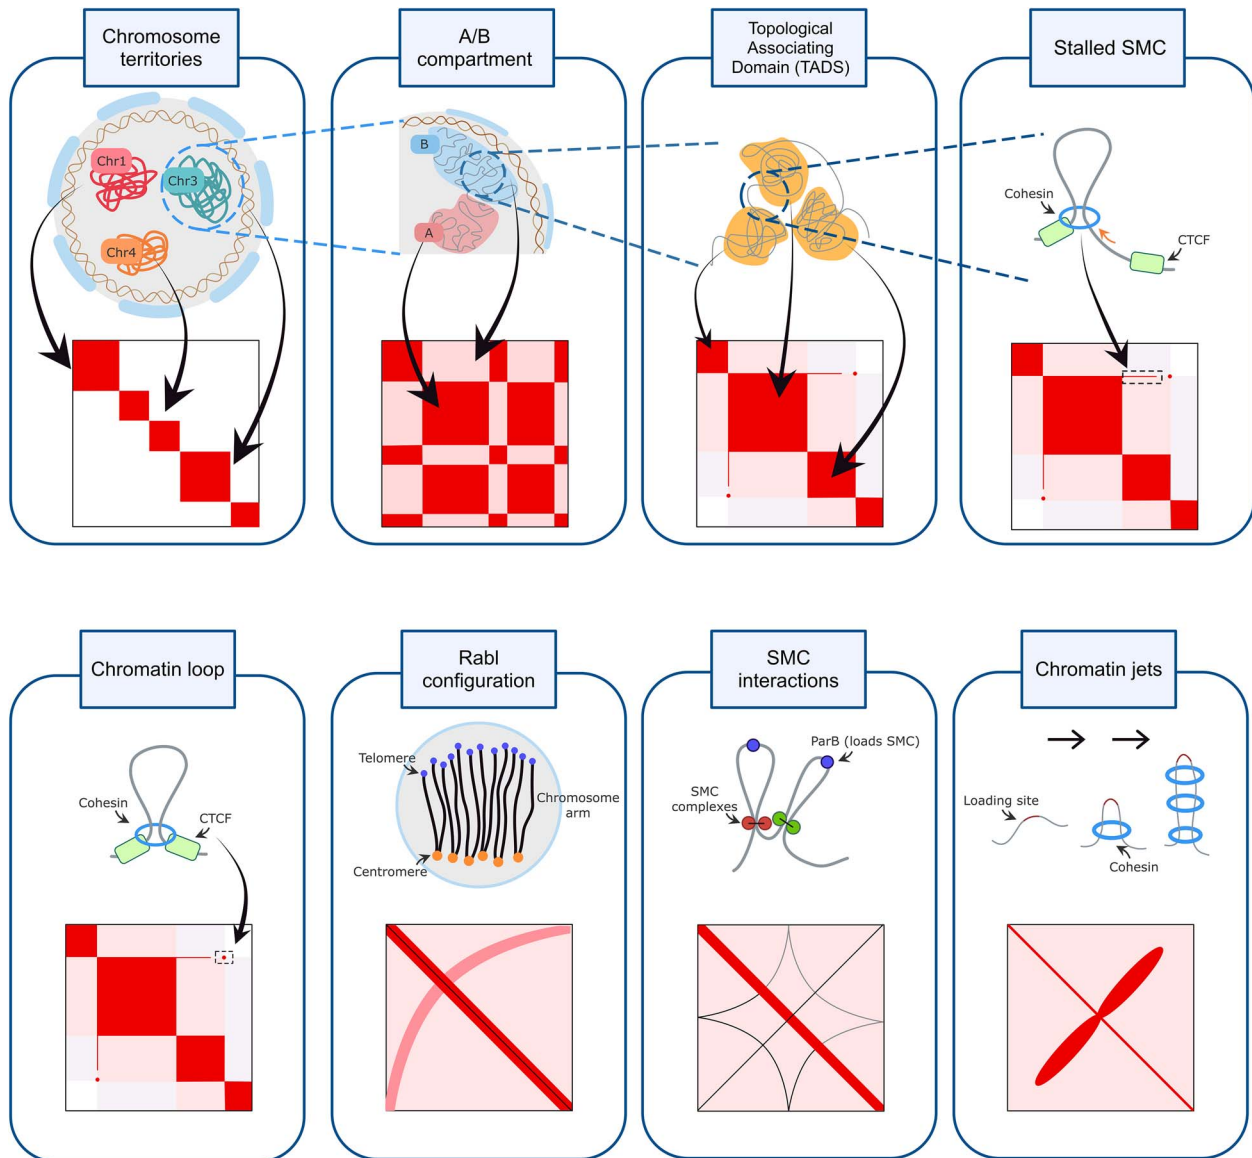 Chromosome
territories
A/B
compartment
Topological
Associating
Domain (TADS)
Stalled SMC
Chr1
Chr3
Chr4
B
A
Cohesin
CTCF
Chromatin loop
Rabl
configuration
SMC
interactions
Chromatin jets
Cohesin
CTCF
Telomere
Chromosome
arm
Centromere
ParB (loads SMC)
SMC
complexes
Loading site
Cohesin